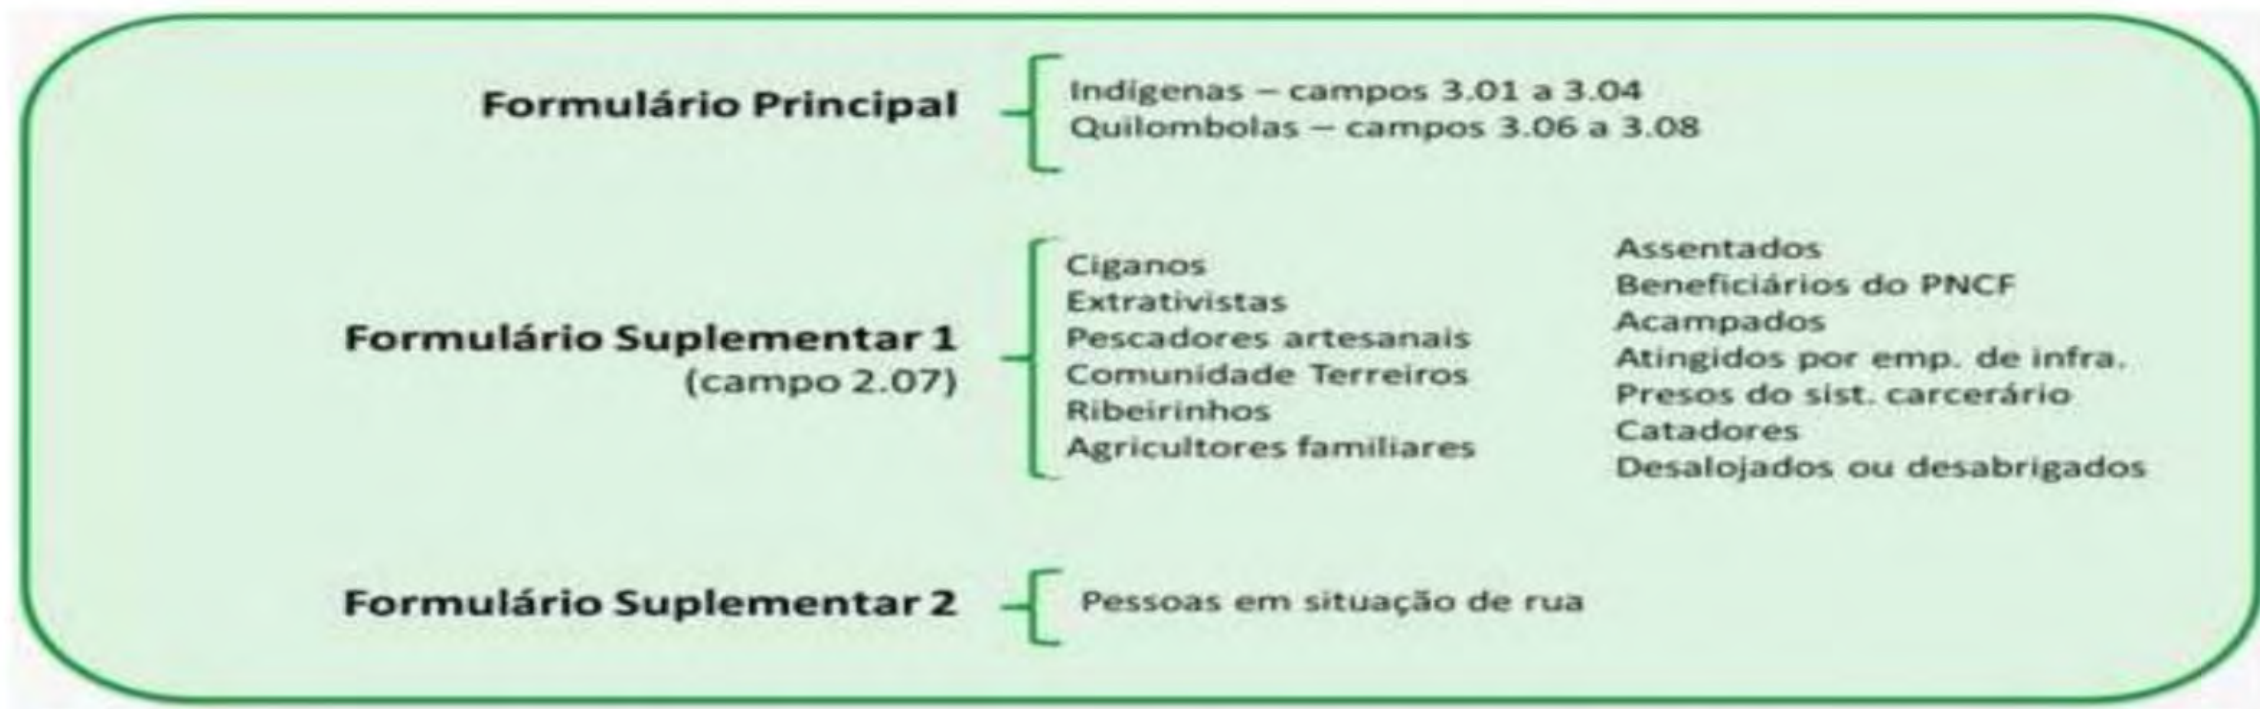 Formulário Principal
Indígenas – campos 3.01 a 3.04
Quilombolas – campos 3.06 a 3.08
Formulário Suplementar 1
(campo 2.07)
Ciganos
Extrativistas
Pescadores artesanais
Comunidade Terreiros
Ribeirinhos
Agricultores familiares
Assentados
Beneficiários do PNCF
Acampados
Atingidos por emp. de infra.
Presos do sist. carcerário
Catadores
Desalojados ou desabrigados
Formulário Suplementar 2
Pessoas em situação de rua